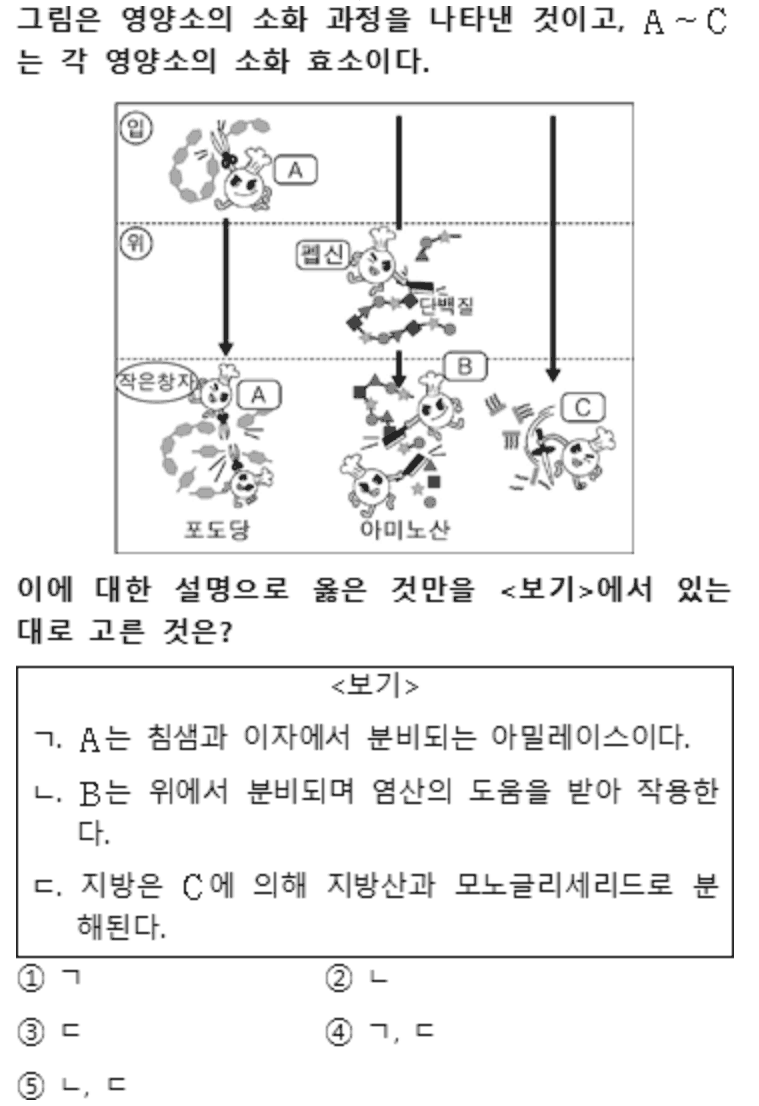 그림은 영양소의 소화 과정을 나타낸 것이고, A ~ C
는 각 영양소의 소화 효소이다.
입
A
위
펩신
단백질
작은창자
A
B
C
포도당
아미노산
이에 대한 설명으로 옳은 것만을 <보기>에서 있는
대로 고른 것은?
<보기>
ㄱ. A는 침샘과 이자에서 분비되는 아밀레이스이다.
ㄴ. B는 위에서 분비되며 염산의 도움을 받아 작용한
다.
ㄷ. 지방은 C에 의해 지방산과 모노글리세리드로 분
해된다.
① ㄱ ② ㄴ
③ ㄷ ④ ㄱ, ㄷ
⑤ ㄴ, ㄷ